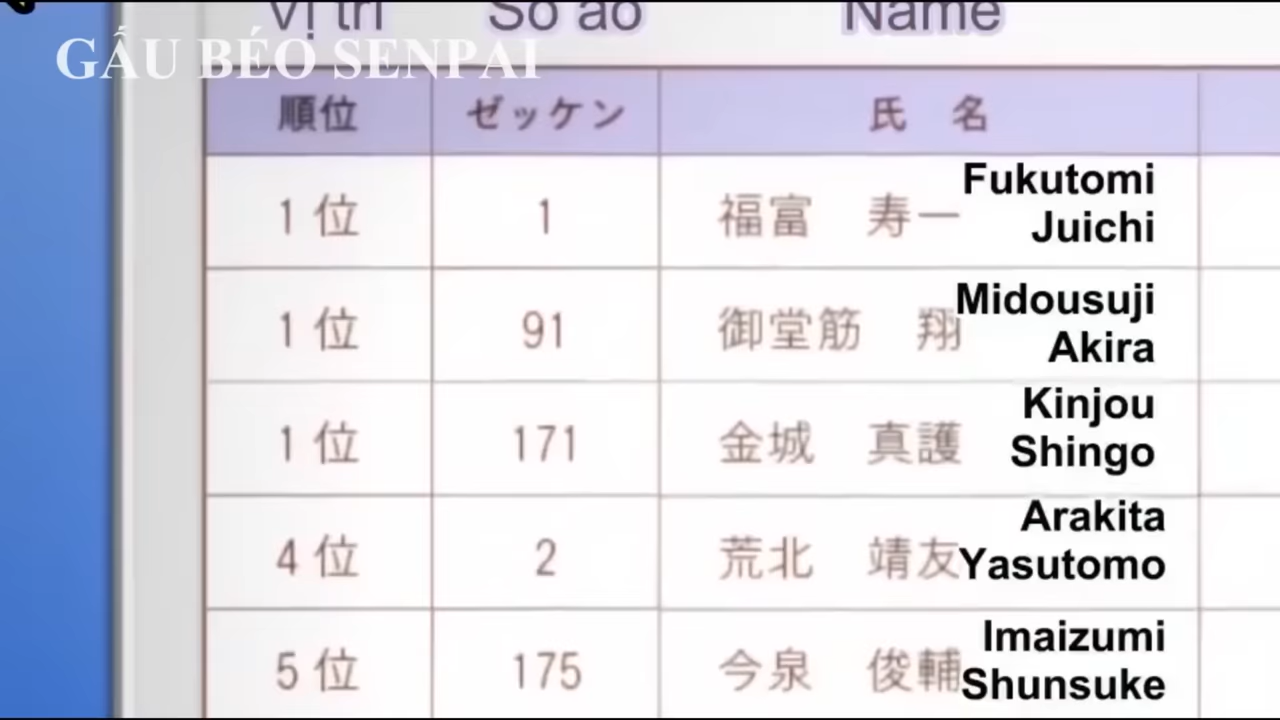 Vị trí Số áo Name
GẤU BÉO SENPAI
順位 ゼッケン 氏 名
1位 1 福富 寿一 Fukutomi Juichi
1位 91 御堂筋 翔 Midousuji Akira
1位 171 金城 真護 Kinjou Shingo
4位 2 荒北 靖友 Arakita Yasutomo
5位 175 今泉 俊輔 Imaizumi Shunsuke